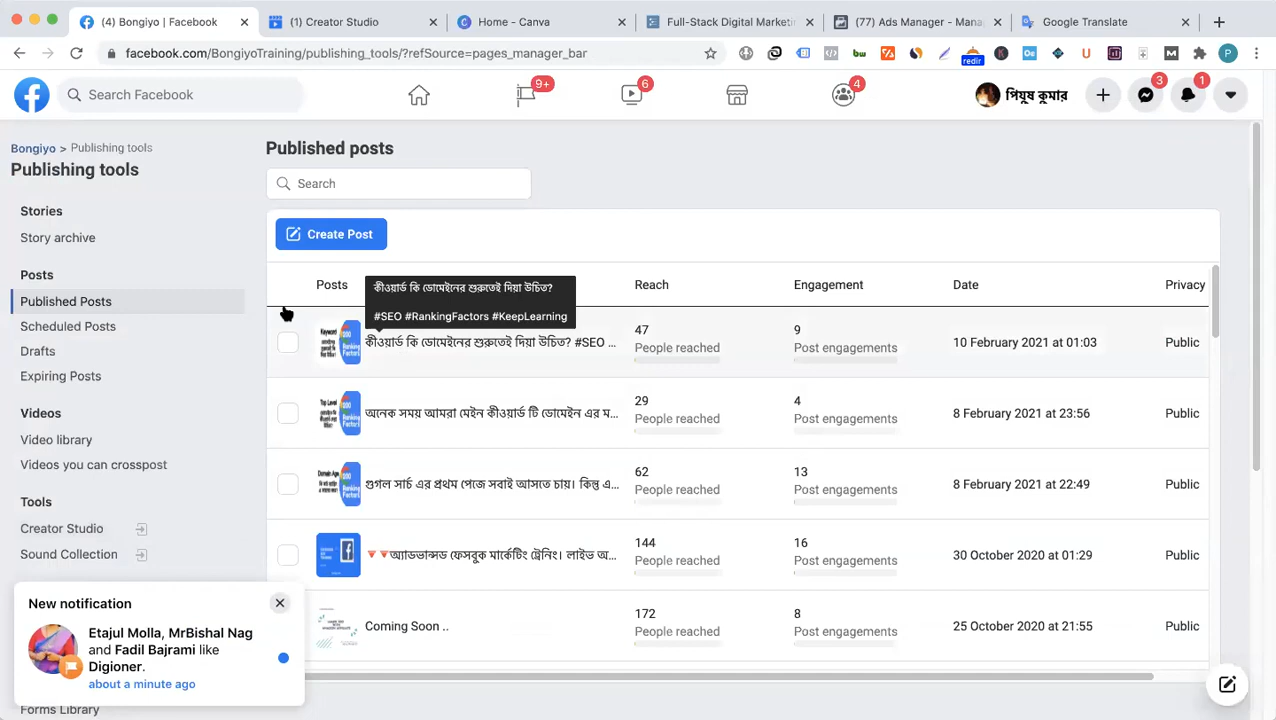 (4) Bongiyo | Facebook
(1) Creator Studio
Home - Canva
Full-Stack Digital Marketi
(77) Ads Manager - Mana
Google Translate
facebook.com/BongiyoTraining/publishing_tools/?refSource=pages_manager_bar
redir
P
Search Facebook
9+
6
4
পিযুষ কুমার
3
1
Bongiyo > Publishing tools
Publishing tools
Stories
Story archive
Posts
Published Posts
Scheduled Posts
Drafts
Expiring Posts
Videos
Video library
Videos you can crosspost
Tools
Creator Studio
Sound Collection
Forms Library
New notification
Etajul Molla, MrBishal Nag
and Fadil Bajrami like
Digioner.
about a minute ago
Published posts
Search
Create Post
Posts
Reach
Engagement
Date
Privacy
কীওয়ার্ড কি ডোমেইনের শুরুতেই দিয়া উচিত?
#SEO #RankingFactors #KeepLearning
কীওয়ার্ড কি ডোমেইনের শুরুতেই দিয়া উচিত? #SEO ...
47
People reached
9
Post engagements
10 February 2021 at 01:03
Public
অনেক সময় আমরা মেইন কীওয়ার্ড টি ডোমেইন এর ম...
29
People reached
4
Post engagements
8 February 2021 at 23:56
Public
গুগল সার্চ এর প্রথম পেজে সবাই আসতে চায়। কিন্তু এ...
62
People reached
13
Post engagements
8 February 2021 at 22:49
Public
🔻🔻অ্যাডভান্সড ফেসবুক মার্কেটিং ট্রেনিং। লাইভ অ...
144
People reached
16
Post engagements
30 October 2020 at 01:29
Public
Coming Soon ..
172
People reached
8
Post engagements
25 October 2020 at 21:55
Public